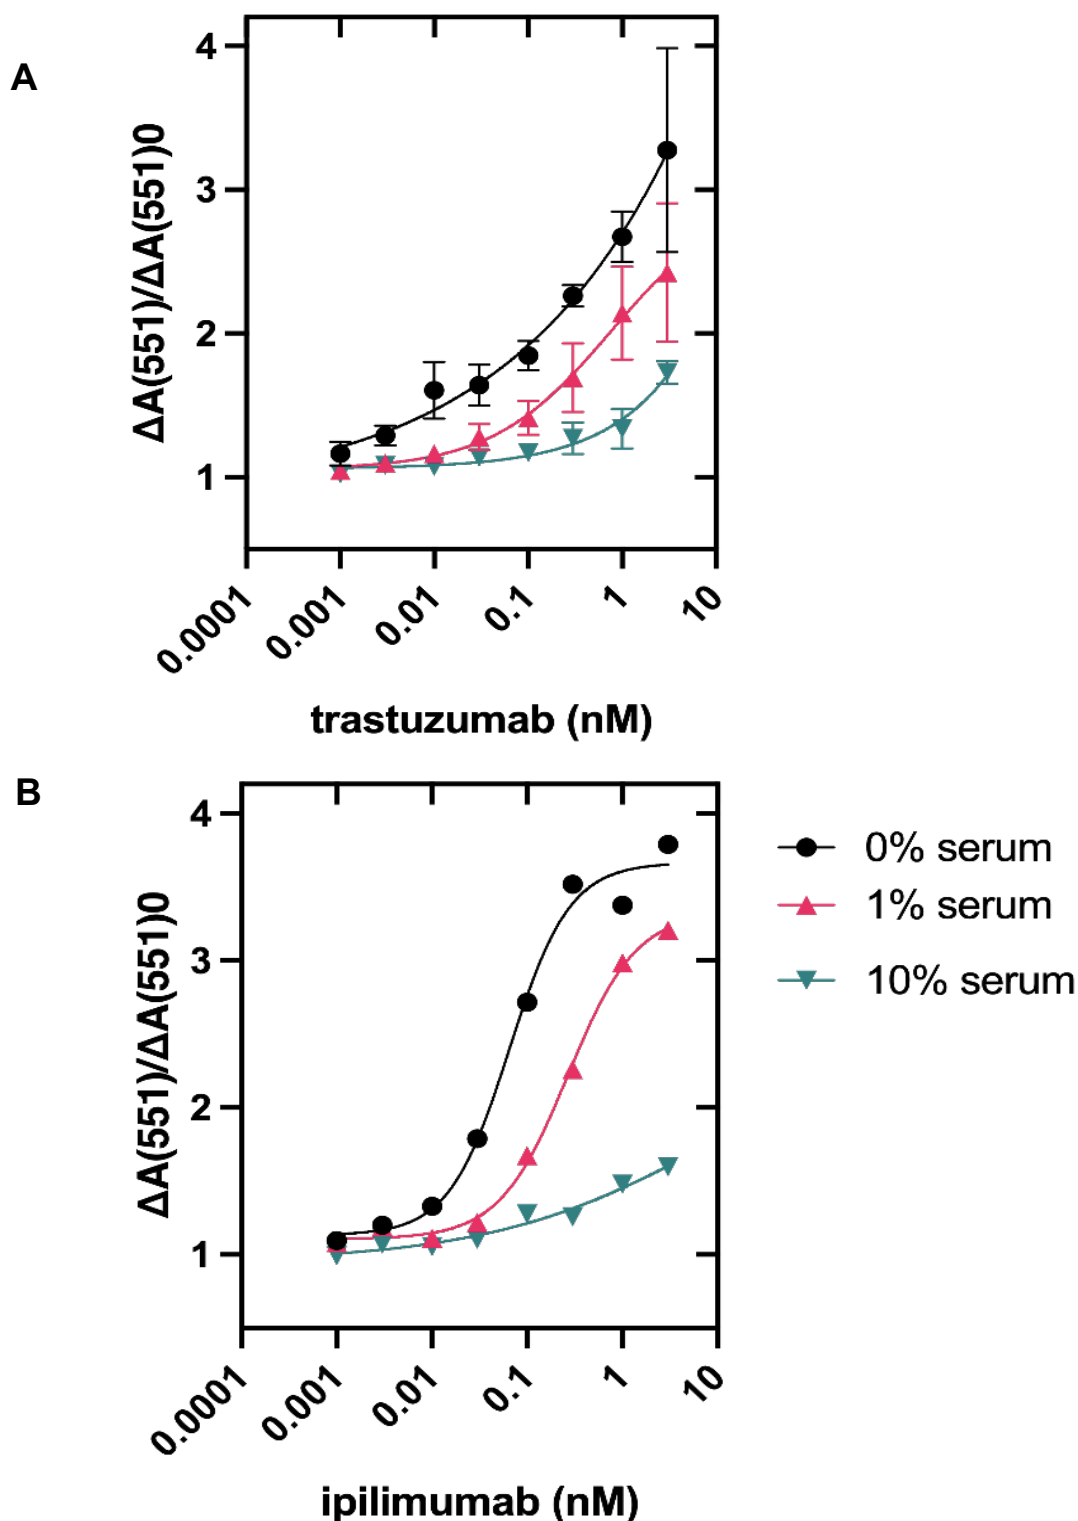 A
ΔA(551)/ΔA(551)0
4
3
2
1
0.0001
0.001
0.01
0.1
1
10
trastuzumab (nM)
B
ΔA(551)/ΔA(551)0
4
3
2
1
0.0001
0.001
0.01
0.1
1
10
ipilimumab (nM)
0% serum
1% serum
10% serum